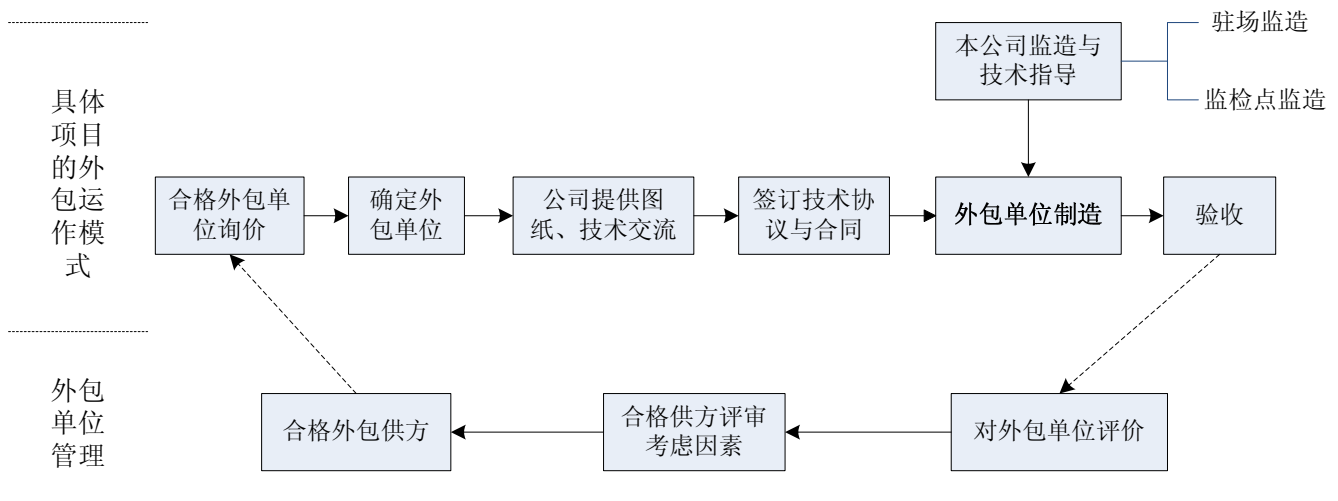 具体
项目
的外
包运
作模
式
本公司监造与
技术指导
驻场监造
监检点监造
合格外包单
位询价
确定外
包单位
公司提供图
纸、技术交流
签订技术协
议与合同
外包单位制造
验收
外包
单位
管理
合格外包供方
合格供方评审
考虑因素
对外包单位评价